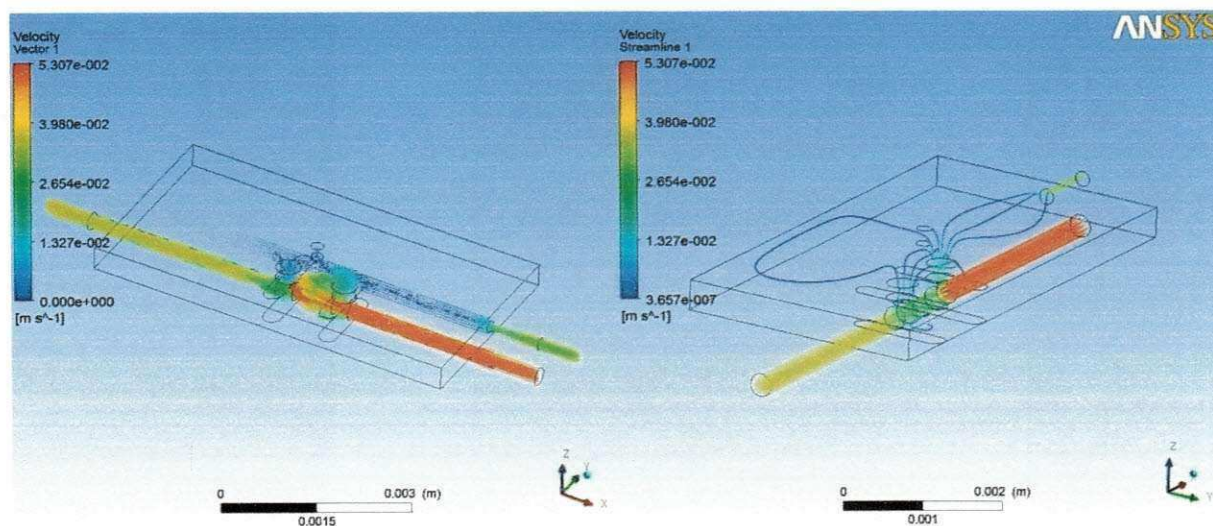 Velocity
Vector 1
5.307e-002
3.980e-002
2.654e-002
1.327e-002
0.000e+000
[m s^-1]
0 0.003 (m)
0.0015
Z
Y
X
Velocity
Streamline 1
5.307e-002
3.980e-002
2.654e-002
1.327e-002
3.657e-007
[m s^-1]
ANSYS
0 0.002 (m)
0.001
Z
Y